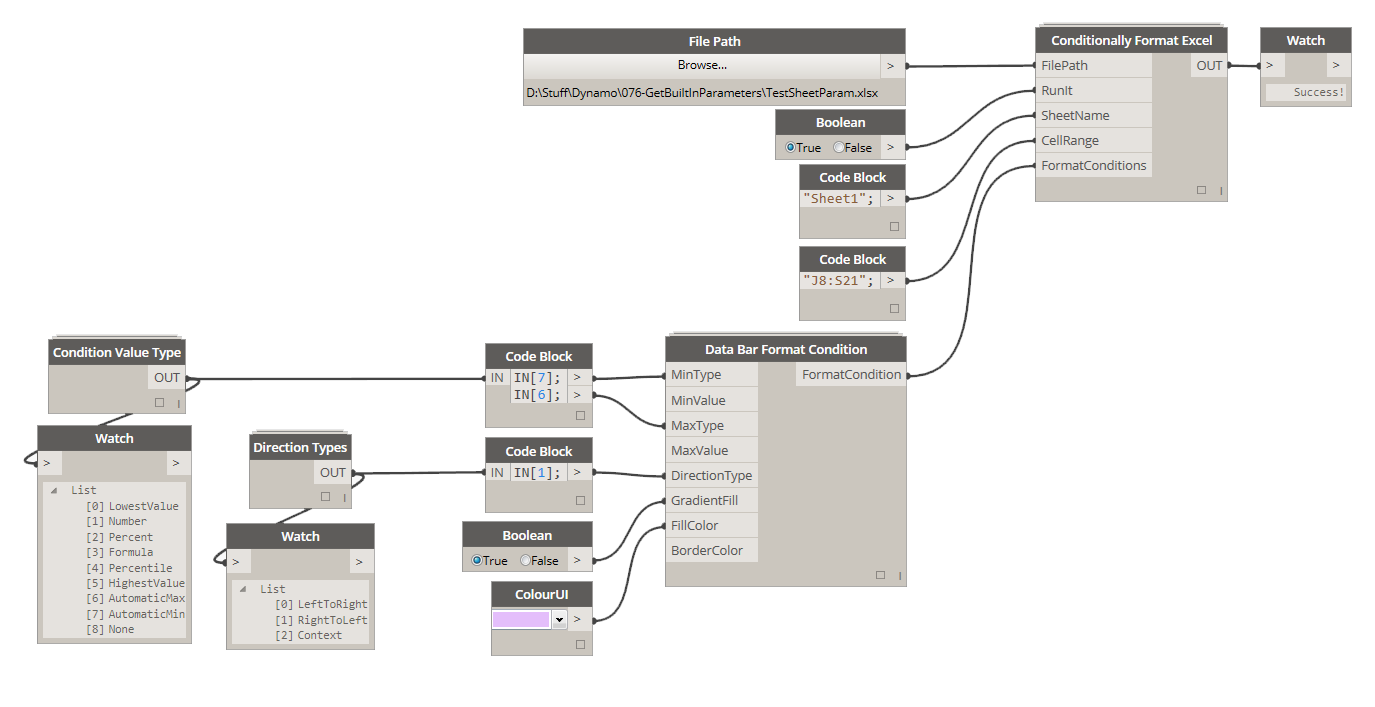 File Path
Browse...
>
D:\Stuff\Dynamo\076-GetBuiltInParameters\TestSheetParam.xlsx
Conditionally Format Excel
FilePath
OUT
RunIt
SheetName
CellRange
FormatConditions
Watch
> >
Success!
Boolean
True False >
Code Block
"Sheet1"; >
Code Block
"J8:S21"; >
Condition Value Type
OUT
Watch
> >
List
[0] LowestValue
[1] Number
[2] Percent
[3] Formula
[4] Percentile
[5] HighestValue
[6] AutomaticMax
[7] AutomaticMin
[8] None
Direction Types
OUT
Watch
> >
List
[0] LeftToRight
[1] RightToLeft
[2] Context
Code Block
IN IN[7]; >
IN[6]; >
Code Block
IN IN[1]; >
Boolean
True False >
ColourUI
>
Data Bar Format Condition
MinType
FormatCondition
MinValue
MaxType
MaxValue
DirectionType
GradientFill
FillColor
BorderColor